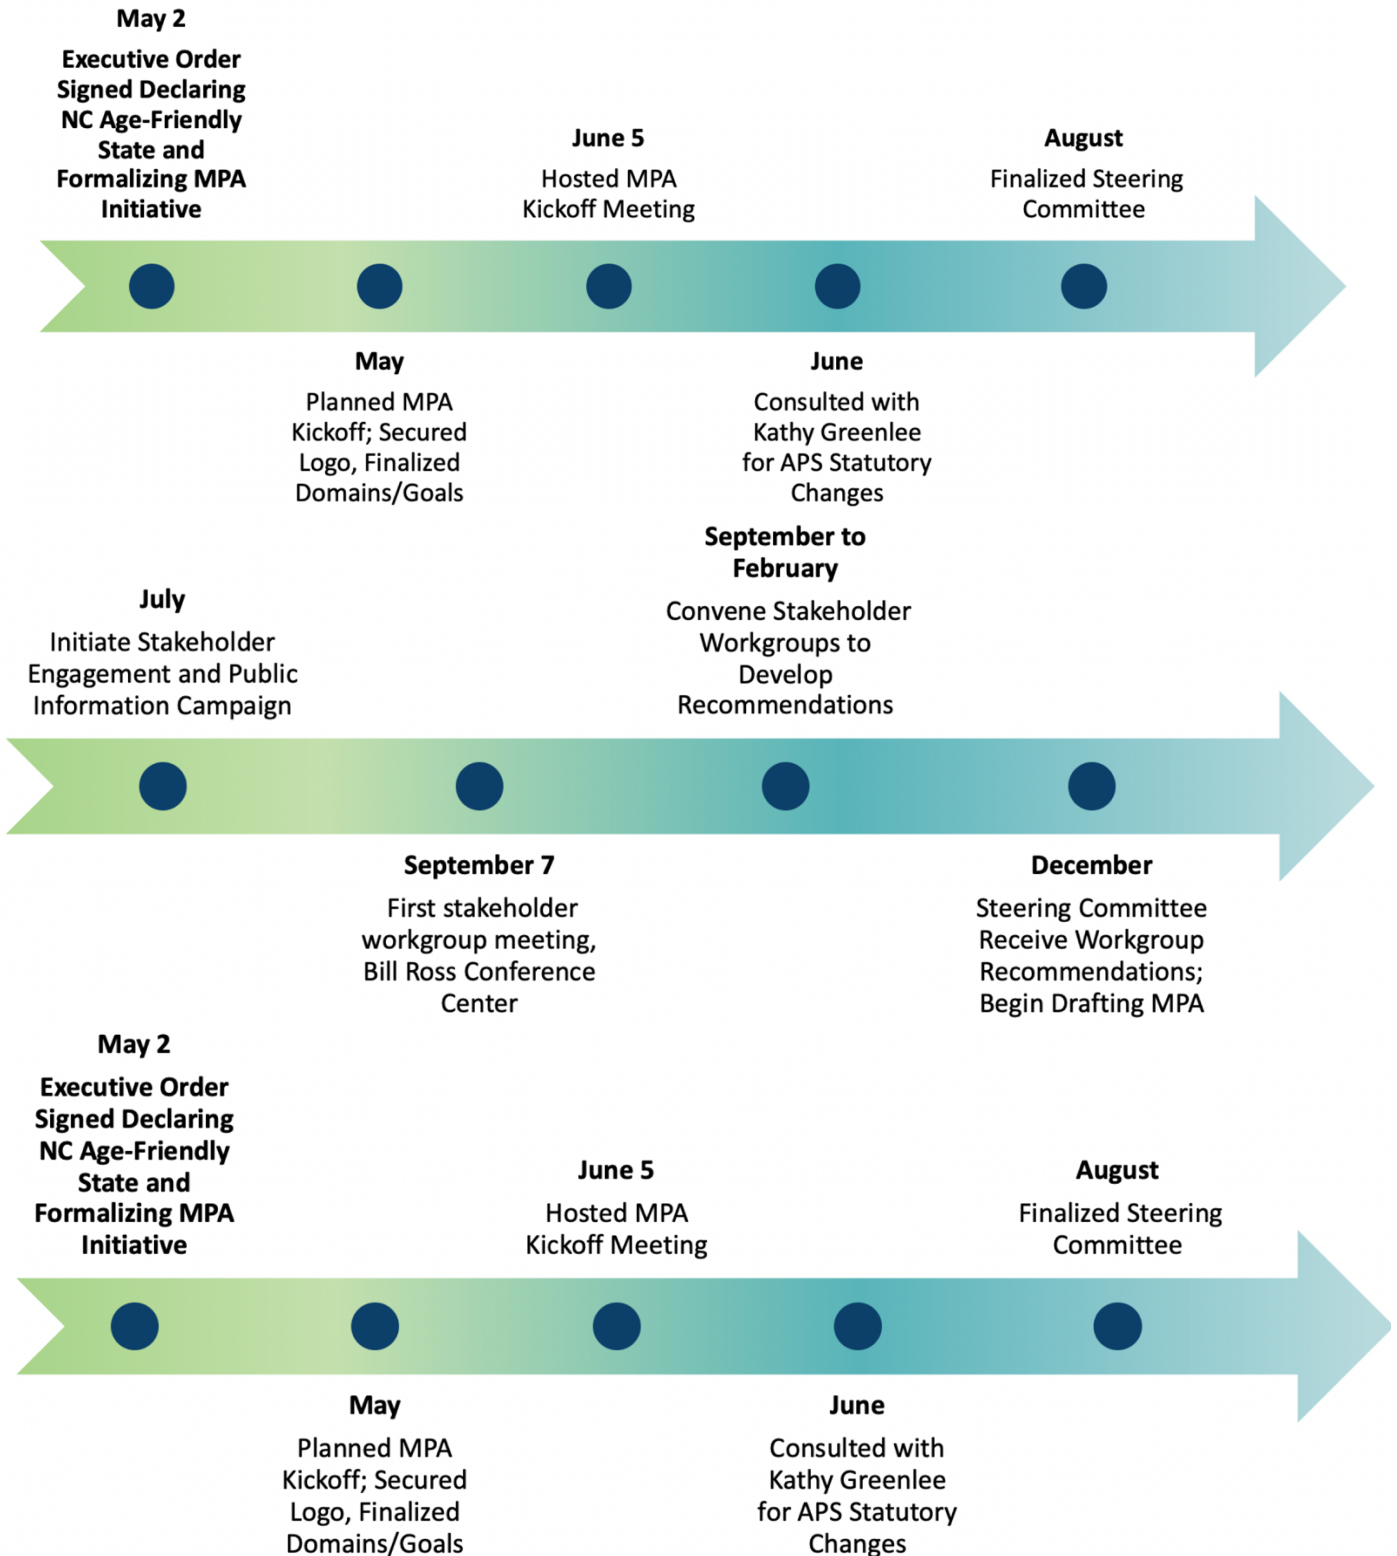 May 2
Executive Order
Signed Declaring
NC Age-Friendly
State and
Formalizing MPA
Initiative
May
Planned MPA
Kickoff; Secured
Logo, Finalized
Domains/Goals
June 5
Hosted MPA
Kickoff Meeting
June
Consulted with
Kathy Greenlee
for APS Statutory
Changes
August
Finalized Steering
Committee
July
Initiate Stakeholder
Engagement and Public
Information Campaign
September 7
First stakeholder
workgroup meeting,
Bill Ross Conference
Center
September to
February
Convene Stakeholder
Workgroups to
Develop
Recommendations
December
Steering Committee
Receive Workgroup
Recommendations;
Begin Drafting MPA
May 2
Executive Order
Signed Declaring
NC Age-Friendly
State and
Formalizing MPA
Initiative
May
Planned MPA
Kickoff; Secured
Logo, Finalized
Domains/Goals
June 5
Hosted MPA
Kickoff Meeting
June
Consulted with
Kathy Greenlee
for APS Statutory
Changes
August
Finalized Steering
Committee